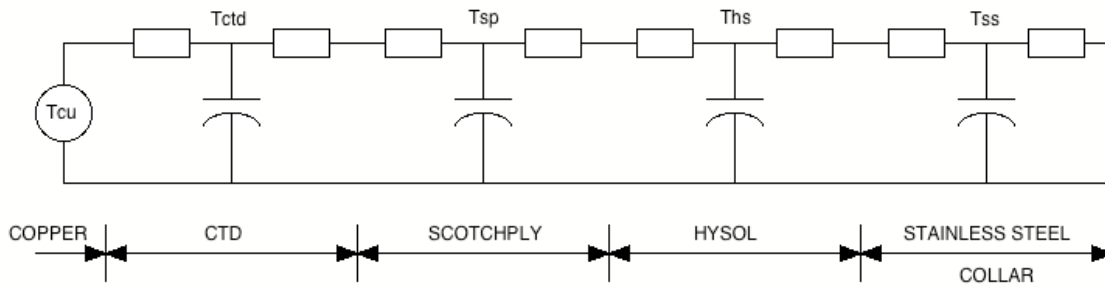 Tctd
Tsp
Ths
Tss
Tcu
COPPER
CTD
SCOTCHPLY
HYSOL
STAINLESS STEEL
COLLAR